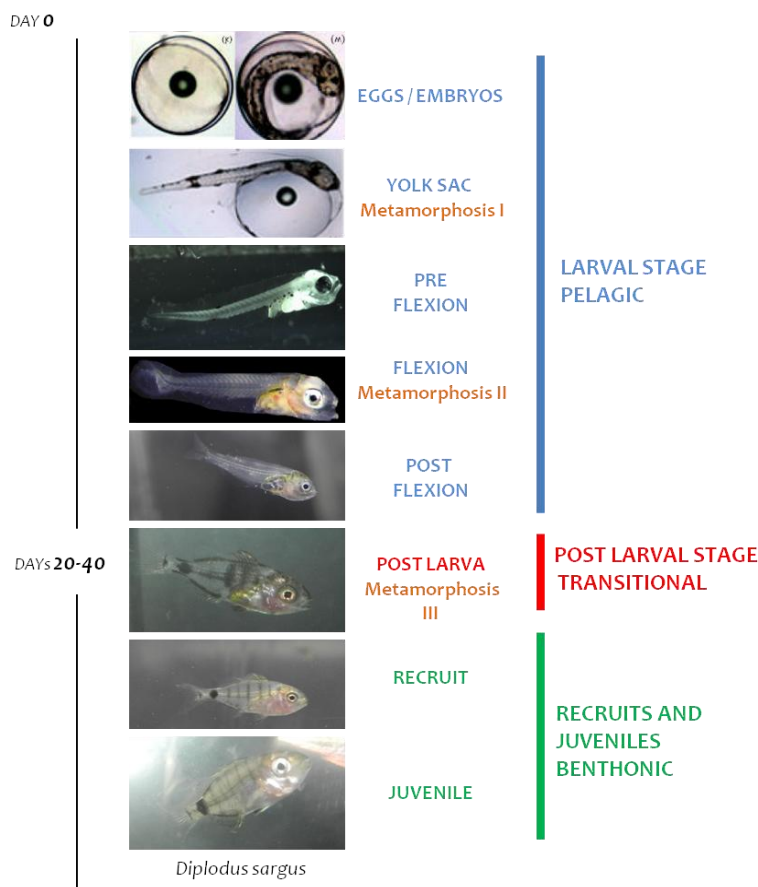 DAY 0
(g)
(m)
EGGS / EMBRYOS
YOLK SAC
Metamorphosis I
PRE
FLEXION
LARVAL STAGE
PELAGIC
FLEXION
Metamorphosis II
POST
FLEXION
DAYs 20-40
POST LARVA
Metamorphosis
III
POST LARVAL STAGE
TRANSITIONAL
RECRUIT
RECRUITS AND
JUVENILES
BENTHONIC
JUVENILE
Diplodus sargus